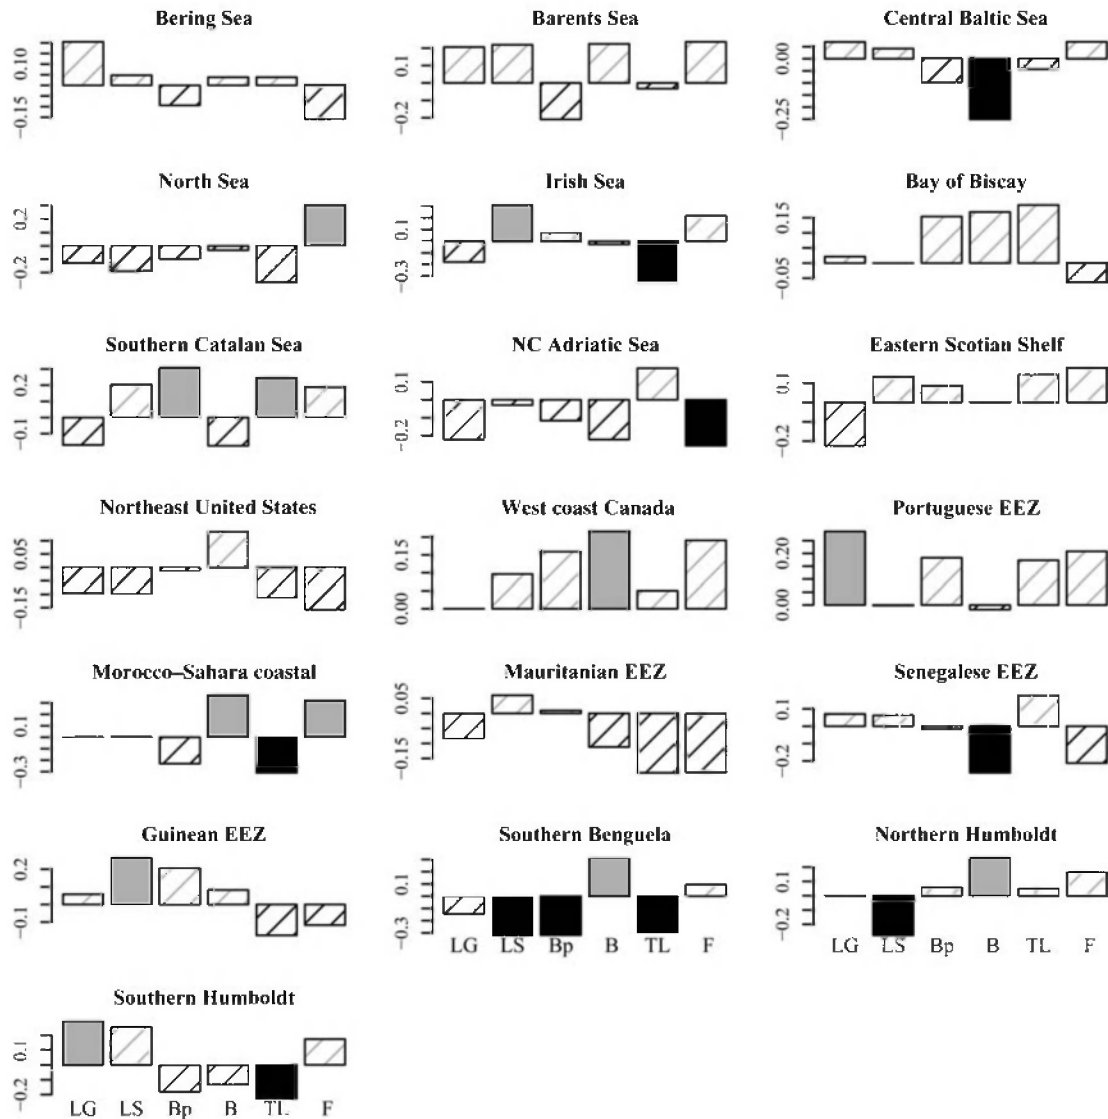 Bering Sea Barents Sea Central Baltic Sea
0.10 0.1 0.00
−0.15 −0.2 −0.25
North Sea Irish Sea Bay of Biscay
0.2 0.1 0.15
−0.2 −0.3 −0.05
Southern Catalan Sea NC Adriatic Sea Eastern Scotian Shelf
0.2 0.1 0.1
−0.1 −0.2 −0.2
Northeast United States West coast Canada Portuguese EEZ
0.05 0.15 0.20
−0.15 0.00 0.00
Morocco–Sahara coastal Mauritanian EEZ Senegalese EEZ
0.1 0.05 0.1
−0.3 −0.15 −0.2
Guinean EEZ Southern Benguela Northern Humboldt
0.2 0.1 0.1
−0.1 −0.3 −0.2
LG LS Bp B TL F LG LS Bp B TL F
Southern Humboldt
0.1
−0.2
LG LS Bp B TL F